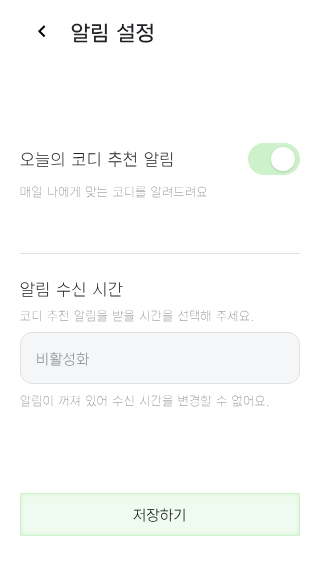 알림 설정
오늘의 코디 추천 알림
매일 나에게 맞는 코디를 알려드려요
알림 수신 시간
코디 추천 알림을 받을 시간을 선택해 주세요.
비활성화
알림이 꺼져 있어 수신 시간을 변경할 수 없어요.
저장하기